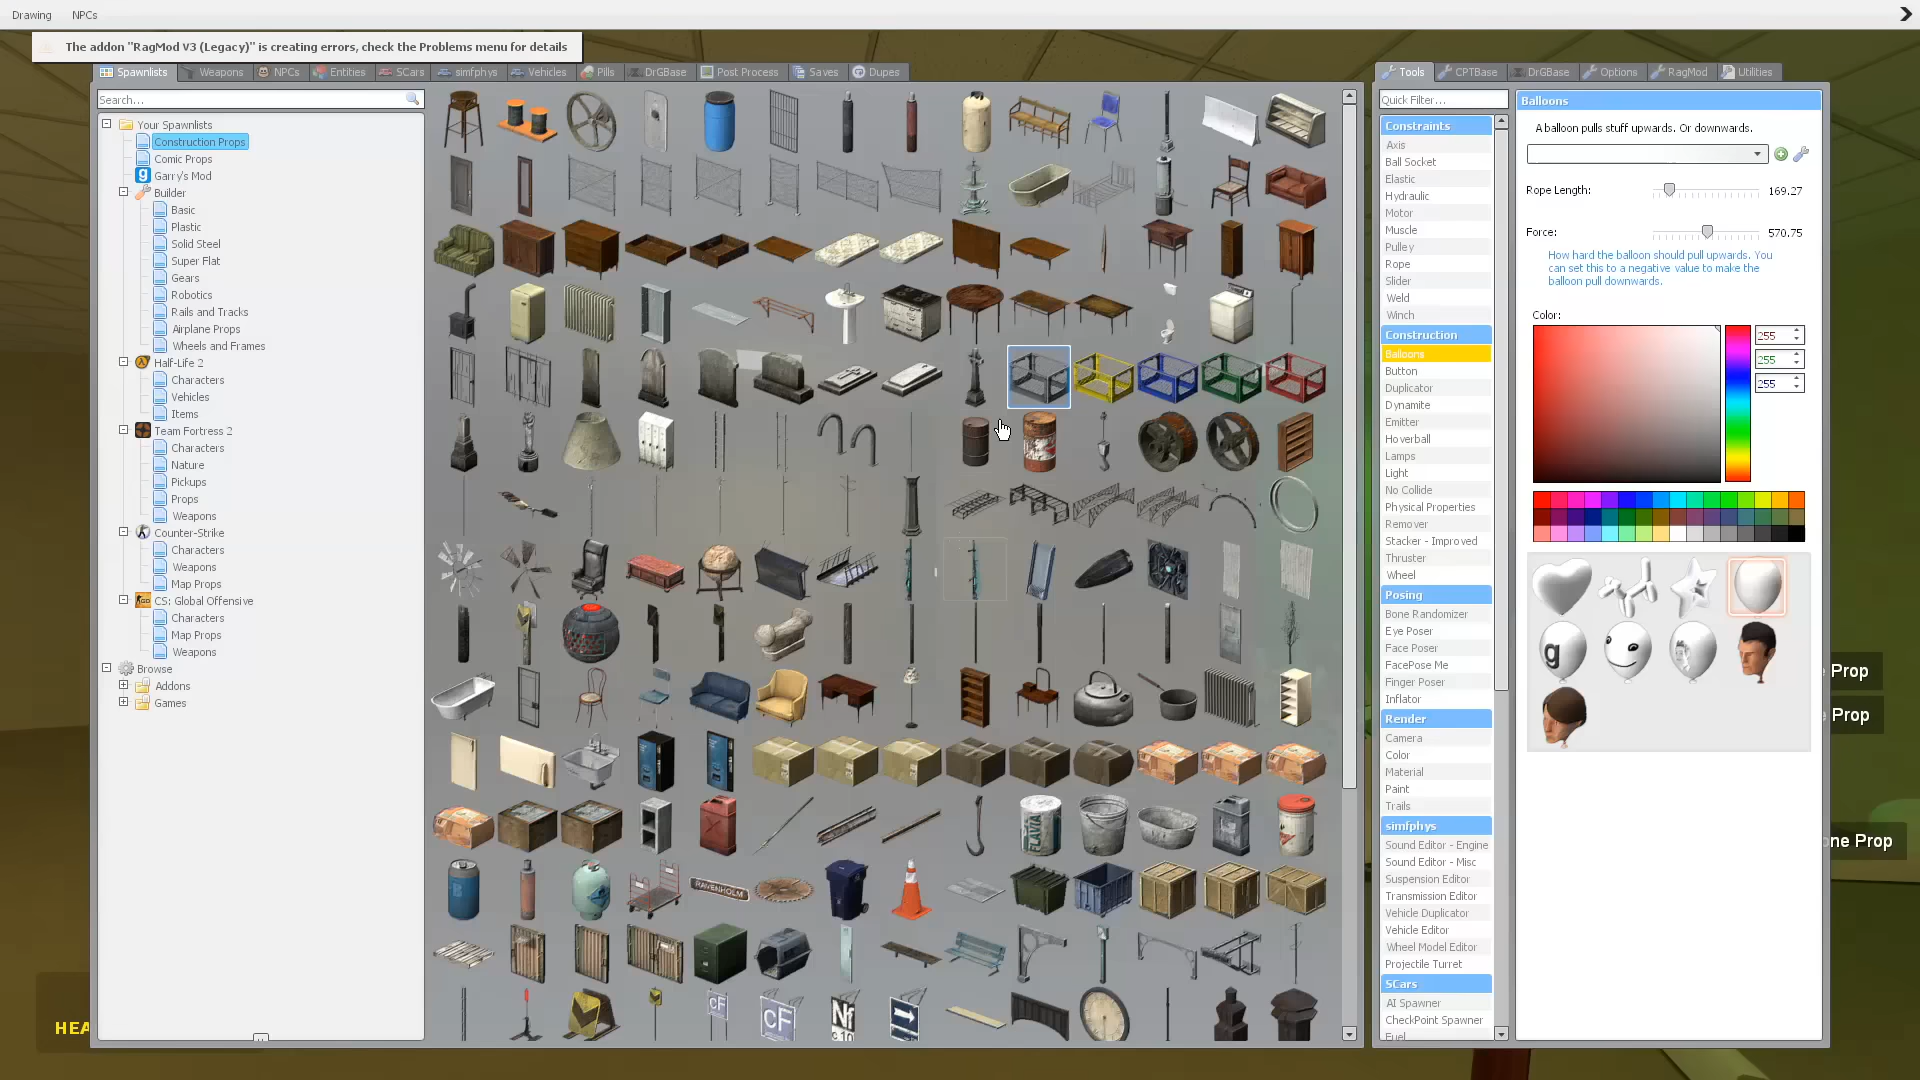 Drawing NPCs
The addon "RagMod V3 (Legacy)" is creating errors, check the Problems menu for details
Spawnlists Weapons NPCs Entities SCars simfphys Vehicles Pills DrGBase Post Process Saves Dupes
Search...
Your Spawnlists
Construction Props
Comic Props
g Garry's Mod
Builder
Basic
Plastic
Solid Steel
Super Flat
Gears
Robotics
Rails and Tracks
Airplane Props
Wheels and Frames
Half-Life 2
Characters
Vehicles
Items
Team Fortress 2
Characters
Nature
Pickups
Props
Weapons
Counter-Strike
Characters
Weapons
Map Props
CS: Global Offensive
Characters
Map Props
Weapons
Browse
Addons
Games
FLAVIA
RAVENHOLM
CF
CF
Nf
C 10
HEA
Tools CPTBase DrGBase Options RagMod Utilities
Quick Filter...
Constraints
Axis
Ball Socket
Elastic
Hydraulic
Motor
Muscle
Pulley
Rope
Slider
Weld
Winch
Construction
Balloons
Button
Duplicator
Dynamite
Emitter
Hoverball
Lamps
Light
No Collide
Physical Properties
Remover
Stacker - Improved
Thruster
Wheel
Posing
Bone Randomizer
Eye Poser
Face Poser
FacePose Me
Finger Poser
Inflator
Render
Camera
Color
Material
Paint
Trails
simfphys
Sound Editor - Engine
Sound Editor - Misc
Suspension Editor
Transmission Editor
Vehicle Duplicator
Vehicle Editor
Wheel Model Editor
Projectile Turret
SCars
AI Spawner
CheckPoint Spawner
Fuel
Balloons
A balloon pulls stuff upwards. Or downwards.
Rope Length: 169.27
Force: 570.75
How hard the balloon should pull upwards. You
can set this to a negative value to make the
balloon pull downwards.
Color:
255
255
255
g
e Prop
e Prop
one Prop